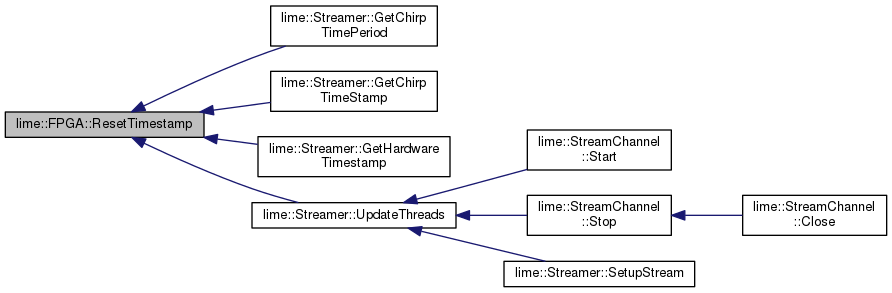 lime::Streamer::GetChirp
TimePeriod
lime::Streamer::GetChirp
TimeStamp
lime::FPGA::ResetTimestamp
lime::Streamer::GetHardware
Timestamp
lime::Streamer::UpdateThreads
lime::StreamChannel
::Start
lime::StreamChannel
::Stop
lime::StreamChannel
::Close
lime::Streamer::SetupStream